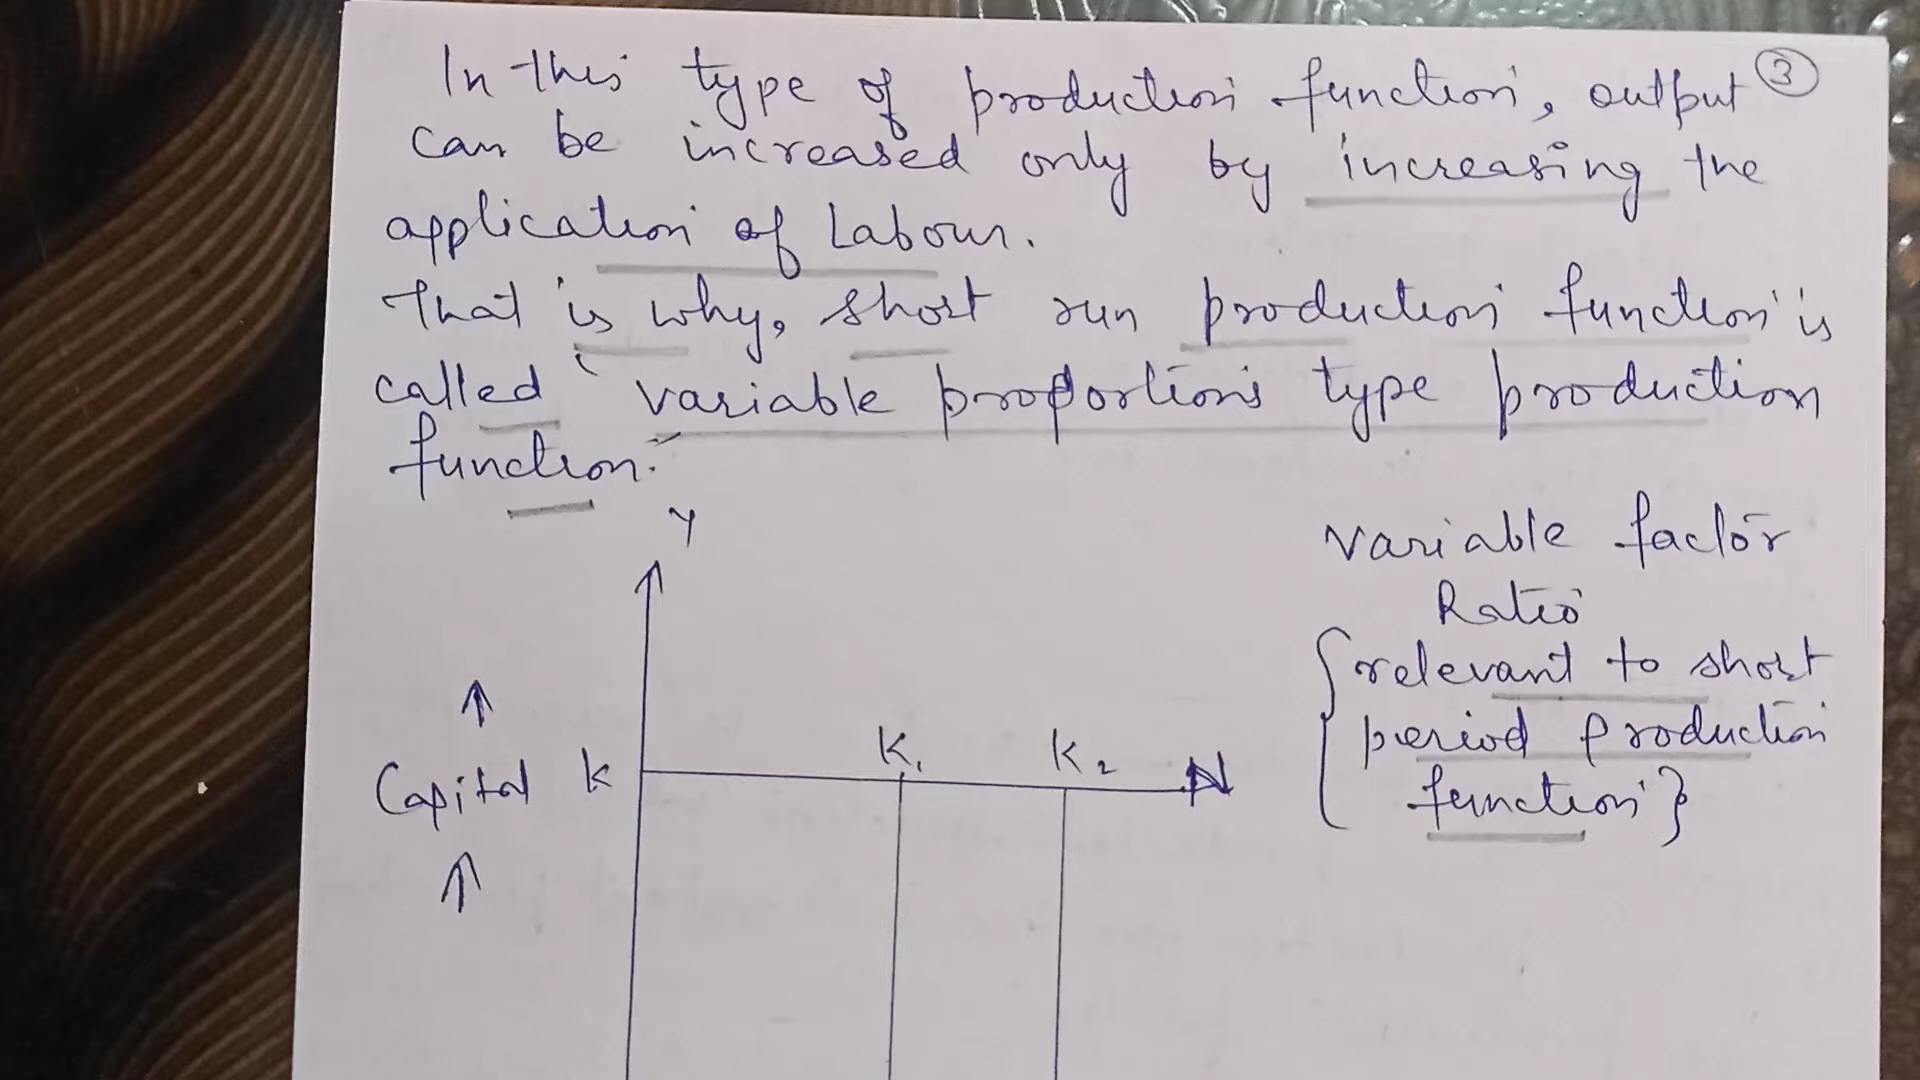 In this type of production function, output ③
can be increased only by increasing the
application of Labour.
That is why, short run production function is
called ' variable proportions type production
function.
Y
Variable factor
Ratio
{relevant to short
period production
function}
K₁ K₂ N
Capital K